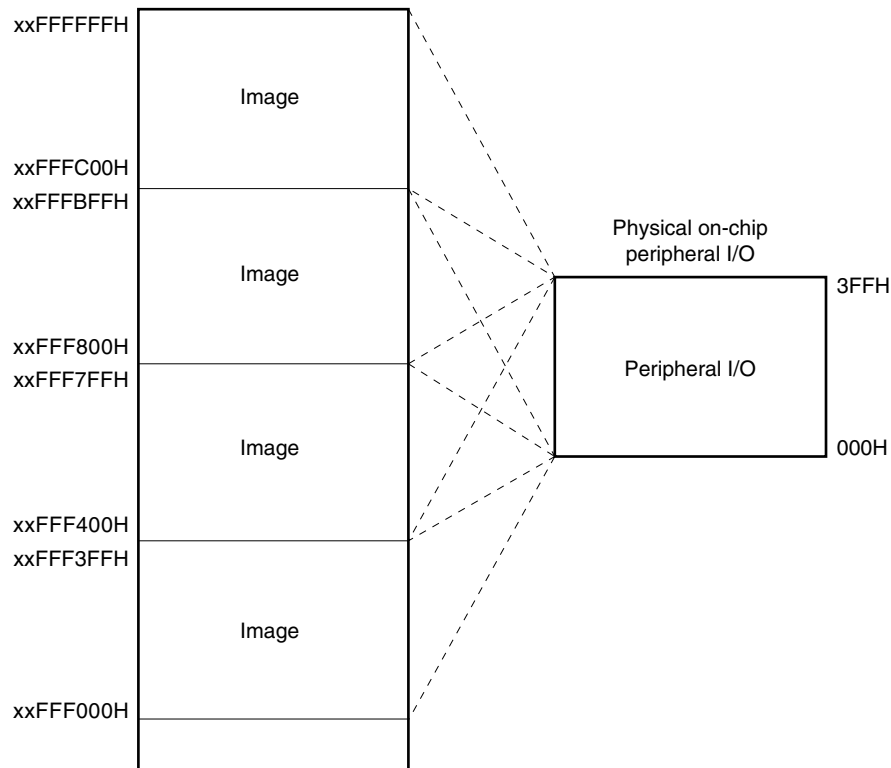 xxFFFFFFH
Image
xxFFFC00H
xxFFFBFFH
Image
xxFFF800H
xxFFF7FFH
Image
xxFFF400H
xxFFF3FFH
Image
xxFFF000H
Physical on-chip
peripheral I/O
3FFH
Peripheral I/O
000H